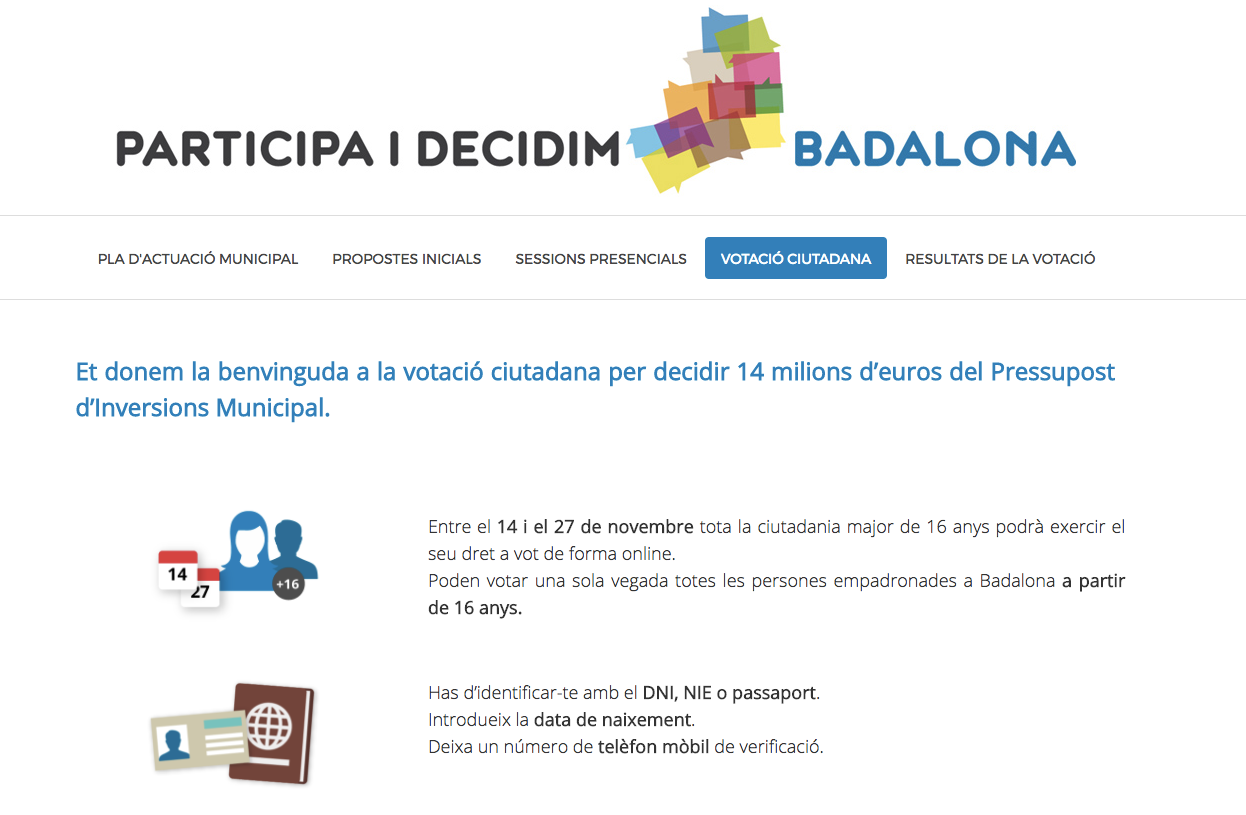 PARTICIPA I DECIDIM BADALONA
PLA D'ACTUACIÓ MUNICIPAL PROPOSTES INICIALS SESSIONS PRESENCIALS VOTACIÓ CIUTADANA RESULTATS DE LA VOTACIÓ
Et donem la benvinguda a la votació ciutadana per decidir 14 milions d’euros del Pressupost
d’Inversions Municipal.
14
27
+16
Entre el 14 i el 27 de novembre tota la ciutadania major de 16 anys podrà exercir el
seu dret a vot de forma online.
Poden votar una sola vegada totes les persones empadronades a Badalona a partir
de 16 anys.
Has d’identificar-te amb el DNI, NIE o passaport.
Introdueix la data de naixement.
Deixa un número de telèfon mòbil de verificació.